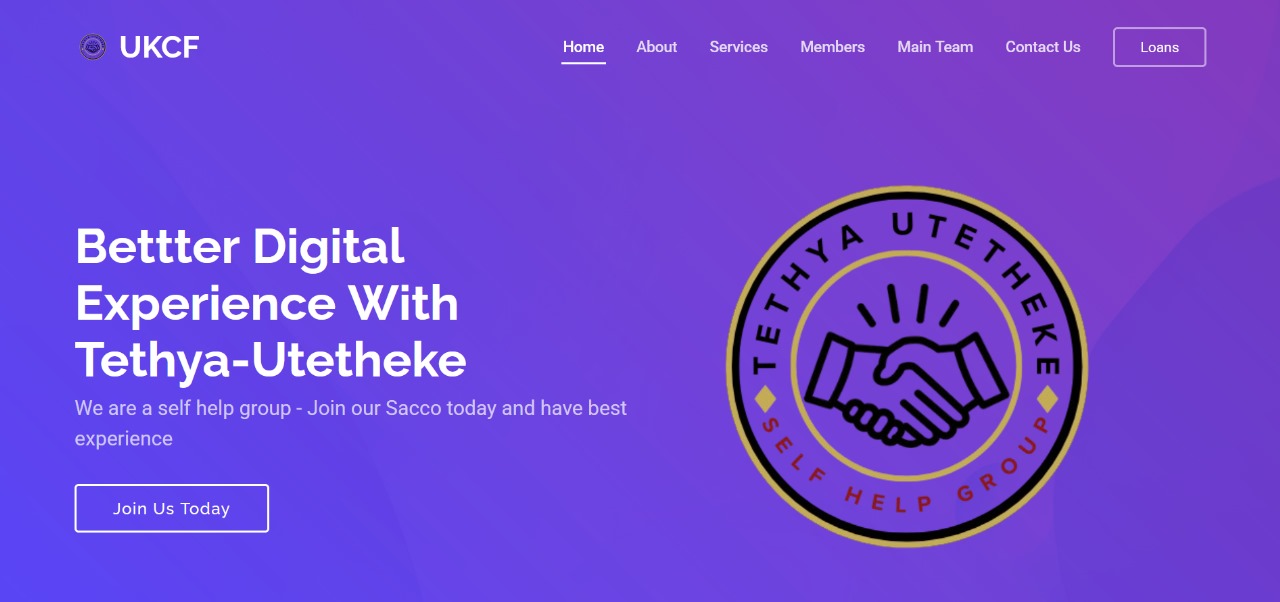 UKCF
Home
About
Services
Members
Main Team
Contact Us
Loans
Bettter Digital
Experience With
Tethya-Utetheke
We are a self help group - Join our Sacco today and have best
experience
Join Us Today
TETHYA UTETHEKE
SELF HELP GROUP